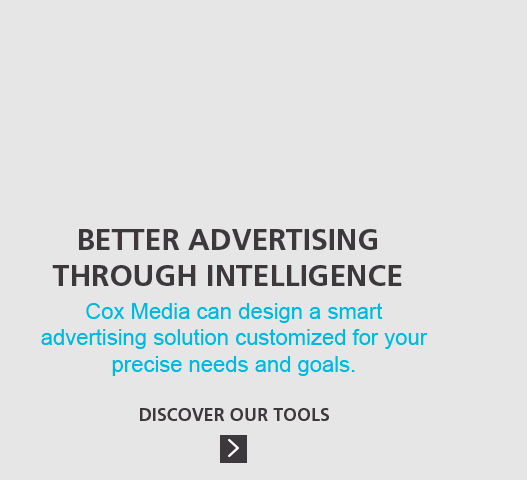 BETTER ADVERTISING
THROUGH INTELLIGENCE
Cox Media can design a smart
advertising solution customized for your
precise needs and goals.
DISCOVER OUR TOOLS